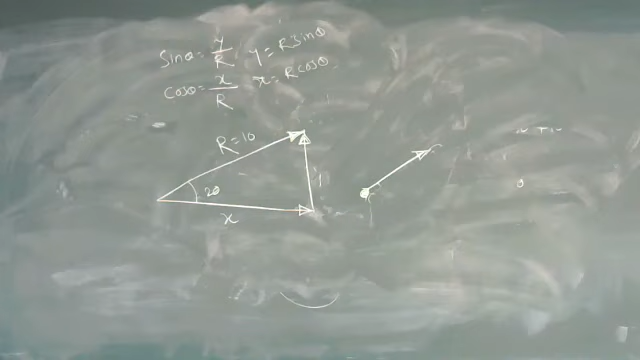 Sinθ = y/R, y = R Sinθ
Cosθ = x/R x = R cosθ.
R = 10
20
x